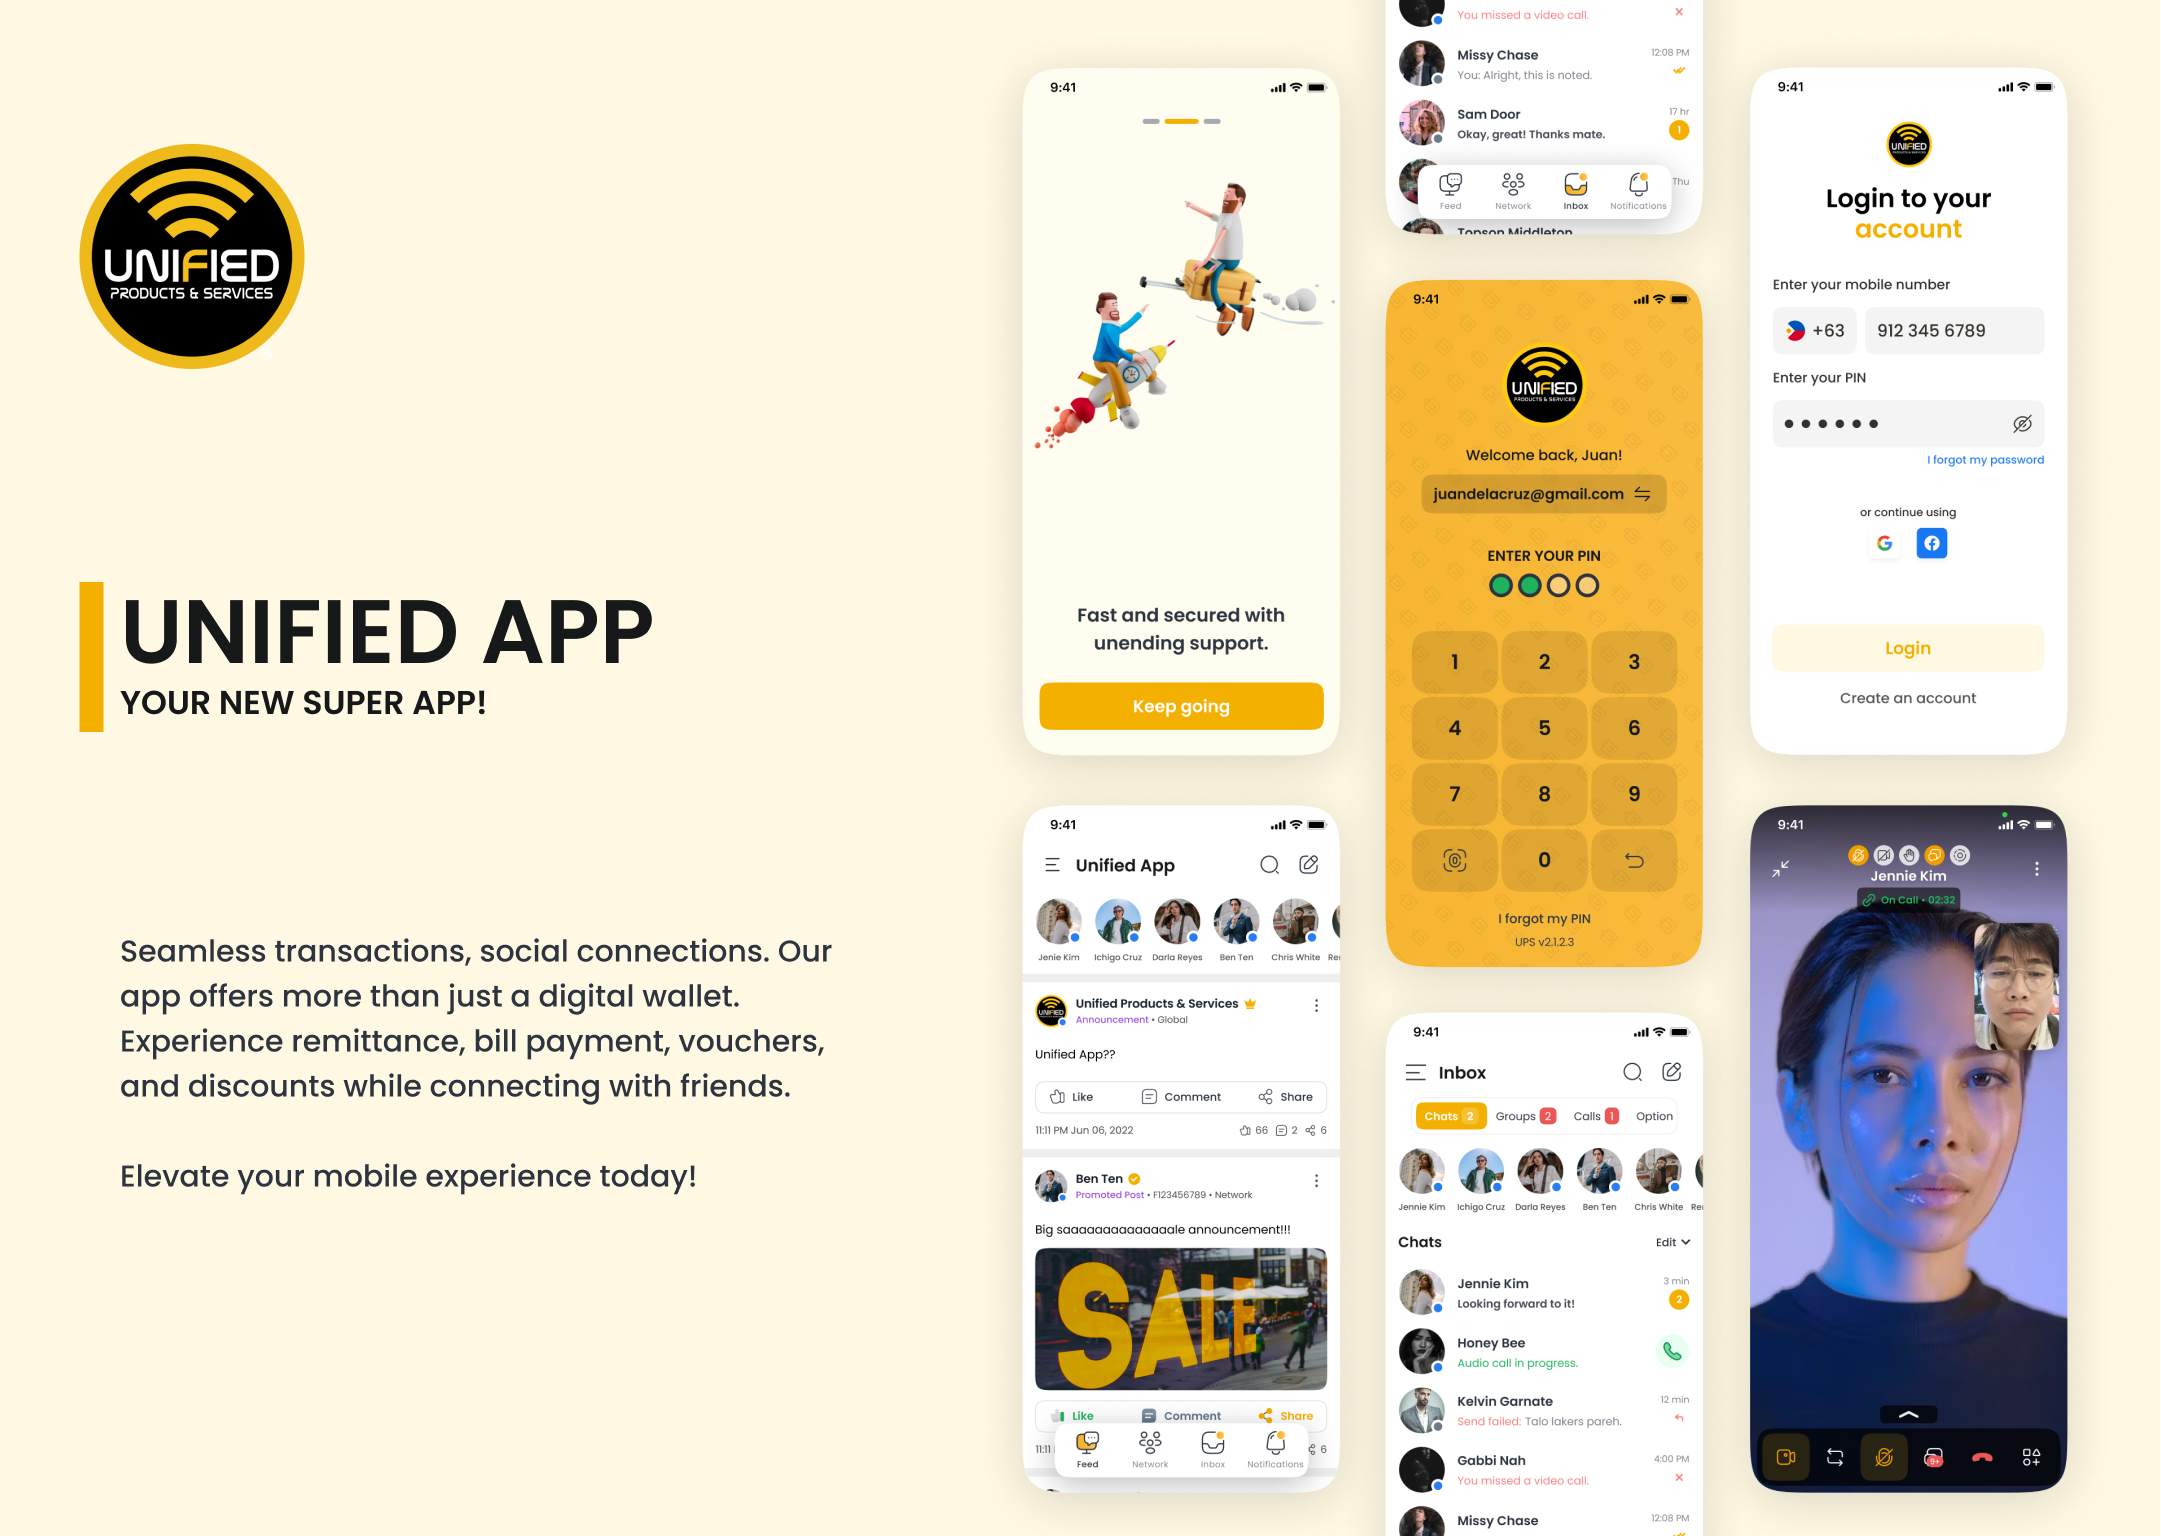 UNIFIED
PRODUCTS & SERVICES
UNIFIED APP
YOUR NEW SUPER APP!
Seamless transactions, social connections. Our
app offers more than just a digital wallet.
Experience remittance, bill payment, vouchers,
and discounts while connecting with friends.
Elevate your mobile experience today!
9:41
Fast and secured with
unending support.
Keep going
9:41
Unified App
Jenie Kim
Ichigo Cruz
Darla Reyes
Ben Ten
Chris White
Unified Products & Services
Announcement • Global
Unified App??
Like
Comment
Share
11:11 PM Jun 06, 2022
66
2
6
Ben Ten
Promoted Post • F123456789 • Network
Big saaaaaaaaaaaaaale announcement!!!
SALE
Like
Comment
Share
11:11
6
Feed
Network
Inbox
Notifications
You missed a video call.
Missy Chase
12:08 PM
You: Alright, this is noted.
Sam Door
17 hr
Okay, great! Thanks mate.
1
Thu
Feed
Network
Inbox
Notifications
Topson Middleton
9:41
UNIFIED
PRODUCTS & SERVICES
Welcome back, Juan!
juandelacruz@gmail.com
ENTER YOUR PIN
1
2
3
4
5
6
7
8
9
0
I forgot my PIN
UPS v2.1.2.3
9:41
Inbox
Chats 2
Groups 2
Calls 1
Option
Jennie Kim
Ichigo Cruz
Darla Reyes
Ben Ten
Chris White
Chats
Edit
Jennie Kim
3 min
Looking forward to it!
2
Honey Bee
Audio call in progress.
Kelvin Garnate
12 min
Send failed: Talo lakers pareh.
Gabbi Nah
4:00 PM
You missed a video call.
Missy Chase
12:08 PM
9:41
UNIFIED
Login to your
account
Enter your mobile number
+63
912 345 6789
Enter your PIN
I forgot my password
or continue using
Login
Create an account
9:41
Jennie Kim
On Call • 02:32
9+